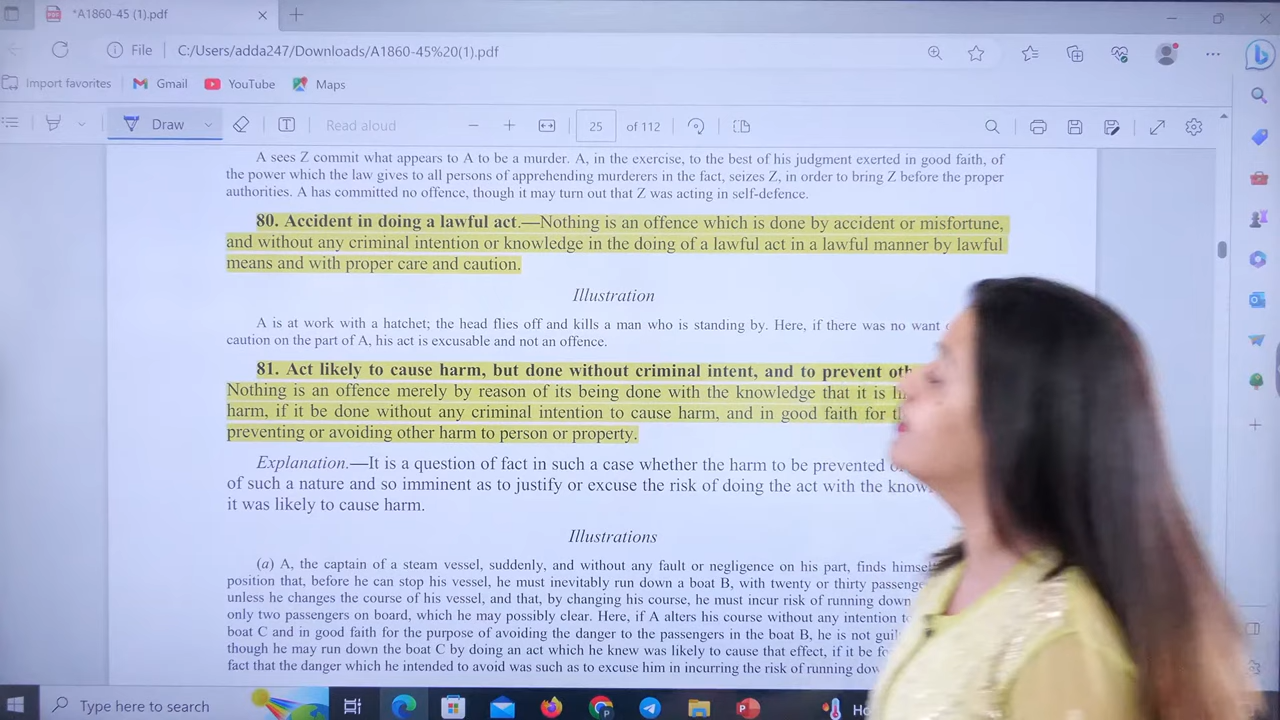 *A1860-45 (1).pdf
File C:/Users/adda247/Downloads/A1860-45%20(1).pdf
Import favorites Gmail YouTube Maps
Draw Read aloud 25 of 112
A sees Z commit what appears to A to be a murder. A, in the exercise, to the best of his judgment exerted in good faith, of
the power which the law gives to all persons of apprehending murderers in the fact, seizes Z, in order to bring Z before the proper
authorities. A has committed no offence, though it may turn out that Z was acting in self-defence.
80. Accident in doing a lawful act.—Nothing is an offence which is done by accident or misfortune,
and without any criminal intention or knowledge in the doing of a lawful act in a lawful manner by lawful
means and with proper care and caution.
Illustration
A is at work with a hatchet; the head flies off and kills a man who is standing by. Here, if there was no want
caution on the part of A, his act is excusable and not an offence.
81. Act likely to cause harm, but done without criminal intent, and to prevent
Nothing is an offence merely by reason of its being done with the knowledge that it is
harm, if it be done without any criminal intention to cause harm, and in good faith for
preventing or avoiding other harm to person or property.
Explanation.—It is a question of fact in such a case whether the harm to be prevented
of such a nature and so imminent as to justify or excuse the risk of doing the act with the
it was likely to cause harm.
Illustrations
(a) A, the captain of a steam vessel, suddenly, and without any fault or negligence on his part, finds
position that, before he can stop his vessel, he must inevitably run down a boat B, with twenty or thirty
unless he changes the course of his vessel, and that, by changing his course, he must incur risk of running down
only two passengers on board, which he may possibly clear. Here, if A alters his course without any intention
boat C and in good faith for the purpose of avoiding the danger to the passengers in the boat B, he is not
though he may run down the boat C by doing an act which he knew was likely to cause that effect, if it be
fact that the danger which he intended to avoid was such as to excuse him in incurring the risk of running
Type here to search